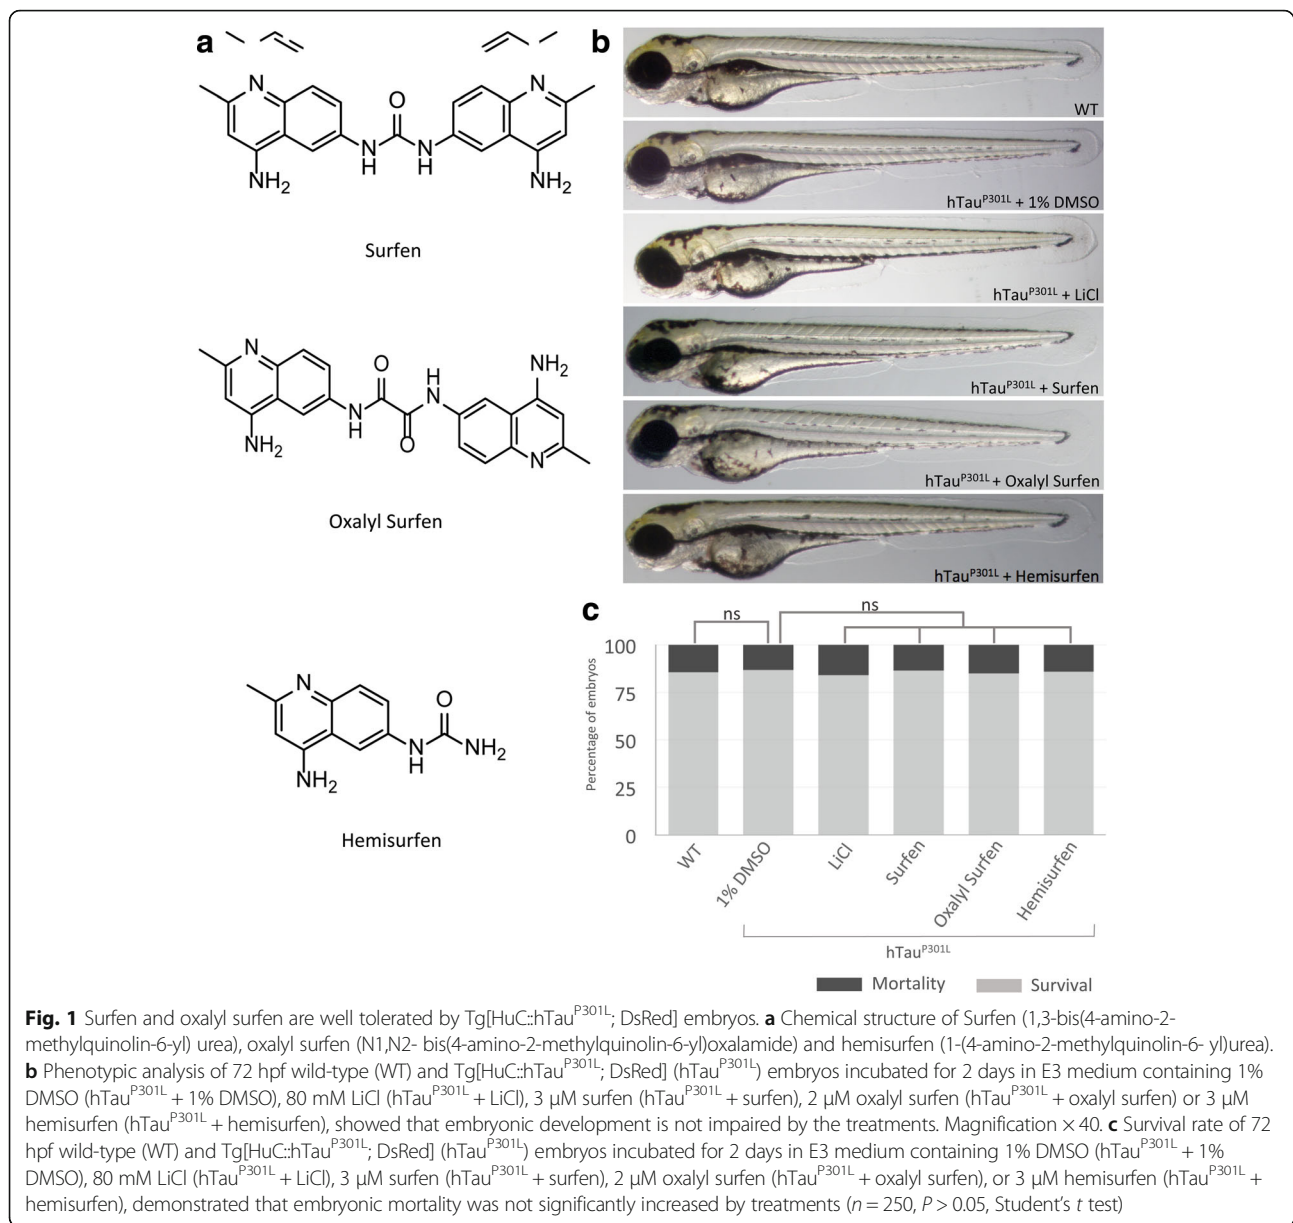 a
N
O
N
N
H
N
H
NH2
NH2
Surfen
N
O
H
N
NH2
N
H
O
NH2
N
Oxalyl Surfen
N
O
N
H
NH2
NH2
Hemisurfen
b
WT
hTauP301L + 1% DMSO
hTauP301L + LiCl
hTauP301L + Surfen
hTauP301L + Oxalyl Surfen
hTauP301L + Hemisurfen
c
ns
ns
Percentage of embryos
100
75
50
25
0
WT
1% DMSO
LiCl
Surfen
Oxalyl Surfen
Hemisurfen
hTauP301L
Mortality
Survival
Fig. 1 Surfen and oxalyl surfen are well tolerated by Tg[HuC::hTauP301L; DsRed] embryos. a Chemical structure of Surfen (1,3-bis(4-amino-2-
methylquinolin-6-yl) urea), oxalyl surfen (N1,N2- bis(4-amino-2-methylquinolin-6-yl)oxalamide) and hemisurfen (1-(4-amino-2-methylquinolin-6- yl)urea).
b Phenotypic analysis of 72 hpf wild-type (WT) and Tg[HuC::hTauP301L; DsRed] (hTauP301L) embryos incubated for 2 days in E3 medium containing 1%
DMSO (hTauP301L + 1% DMSO), 80 mM LiCl (hTauP301L + LiCl), 3 μM surfen (hTauP301L + surfen), 2 μM oxalyl surfen (hTauP301L + oxalyl surfen) or 3 μM
hemisurfen (hTauP301L + hemisurfen), showed that embryonic development is not impaired by the treatments. Magnification × 40. c Survival rate of 72
hpf wild-type (WT) and Tg[HuC::hTauP301L; DsRed] (hTauP301L) embryos incubated for 2 days in E3 medium containing 1% DMSO (hTauP301L + 1%
DMSO), 80 mM LiCl (hTauP301L + LiCl), 3 μM surfen (hTauP301L + surfen), 2 μM oxalyl surfen (hTauP301L + oxalyl surfen), or 3 μM hemisurfen (hTauP301L +
hemisurfen), demonstrated that embryonic mortality was not significantly increased by treatments (n = 250, P > 0.05, Student's t test)